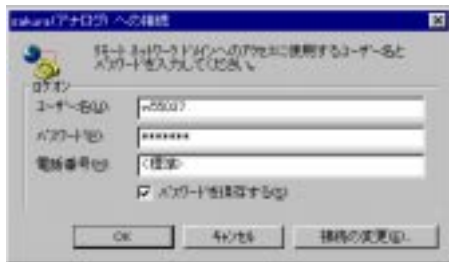 sakura(アナログ) への接続
リモート ネットワーク ドメインへのアクセスに使用するユーザー名と
パスワードを入力してください。
ログオン
ユーザー名(U):
パスワード(P): *******
電話番号(H): <標準>
パスワードを保存する(S)
OK キャンセル 接続の変更(E)...